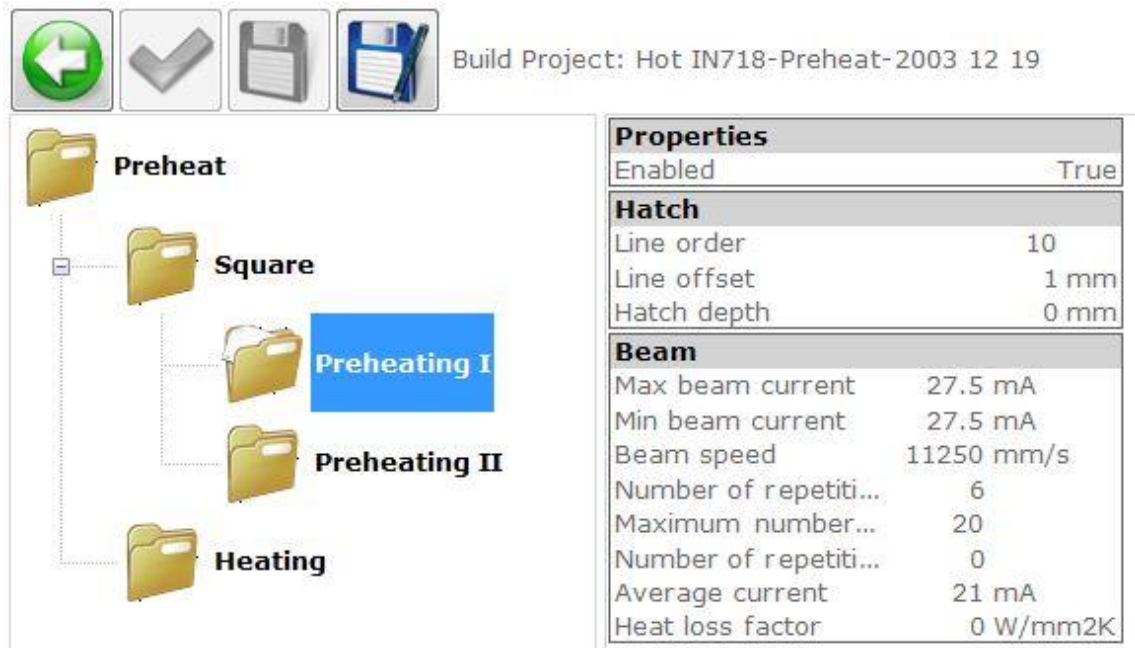 Build Project: Hot IN718-Preheat-2003 12 19
Preheat
Square
Preheating I
Preheating II
Heating
Properties
Enabled True
Hatch
Line order 10
Line offset 1 mm
Hatch depth 0 mm
Beam
Max beam current 27.5 mA
Min beam current 27.5 mA
Beam speed 11250 mm/s
Number of repetiti... 6
Maximum number... 20
Number of repetiti... 0
Average current 21 mA
Heat loss factor 0 W/mm2K